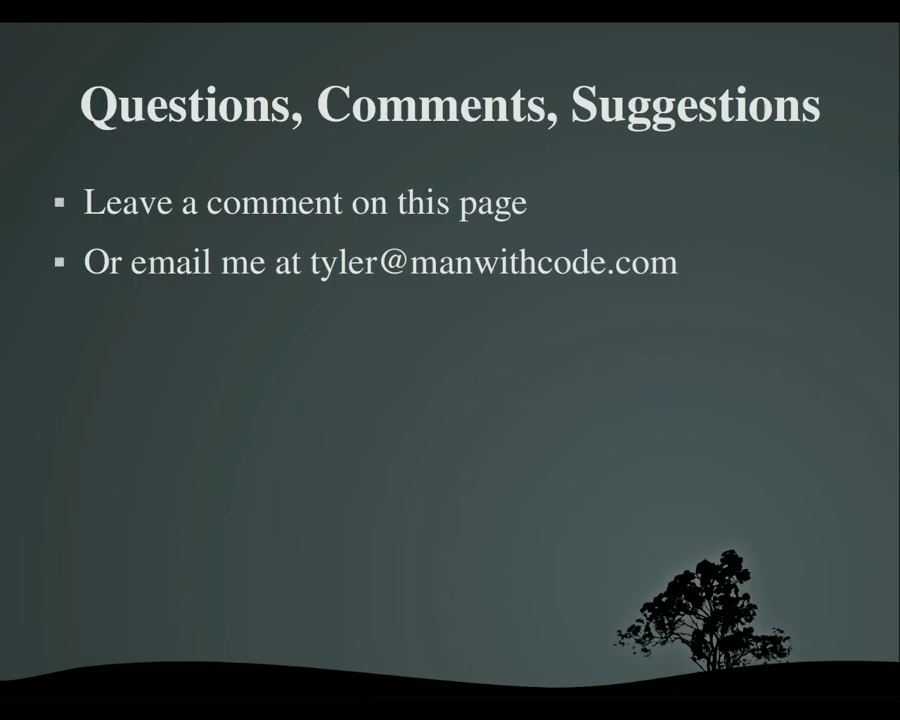 Questions, Comments, Suggestions
▪ Leave a comment on this page
▪ Or email me at tyler@manwithcode.com